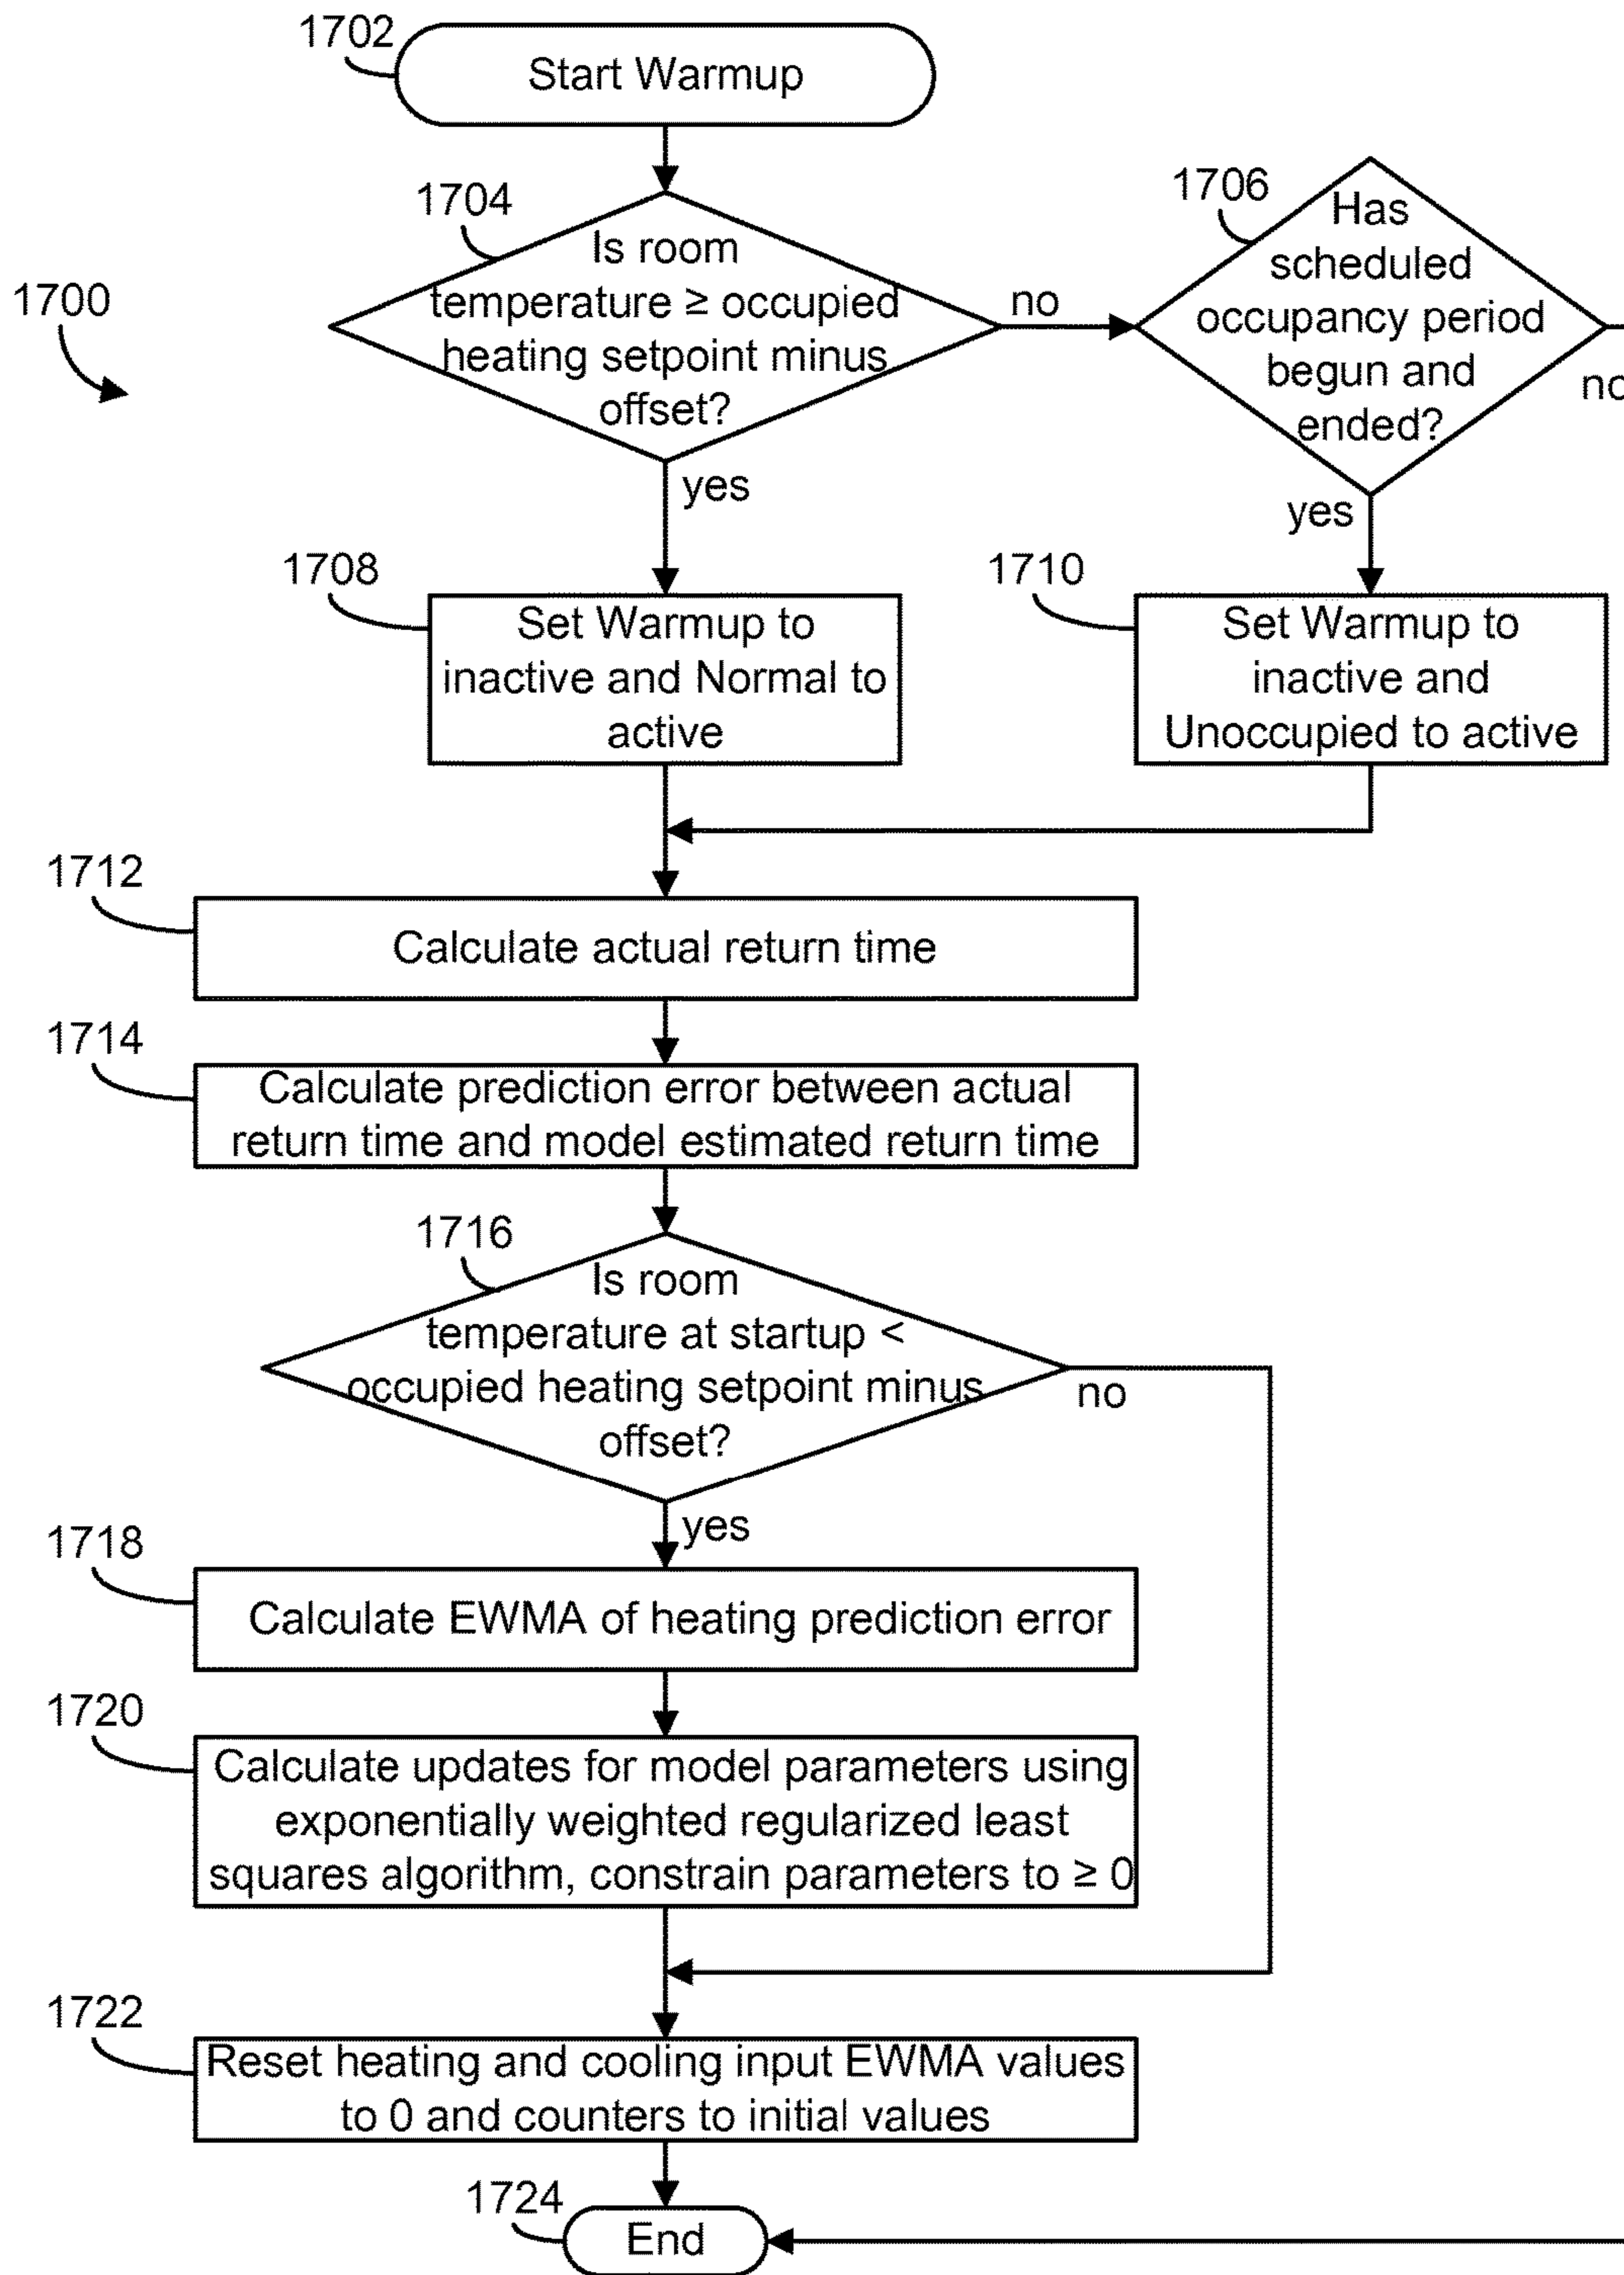 1702
Start Warmup
1704
Is room
temperature ≥ occupied
heating setpoint minus
offset?
no
1706
Has
scheduled
occupancy period
begun and
ended?
no
1700
yes
yes
1708
Set Warmup to
inactive and Normal to
active
1710
Set Warmup to
inactive and
Unoccupied to active
1712
Calculate actual return time
1714
Calculate prediction error between actual
return time and model estimated return time
1716
Is room
temperature at startup <
occupied heating setpoint minus
offset?
no
yes
1718
Calculate EWMA of heating prediction error
1720
Calculate updates for model parameters using
exponentially weighted regularized least
squares algorithm, constrain parameters to ≥ 0
1722
Reset heating and cooling input EWMA values
to 0 and counters to initial values
1724
End